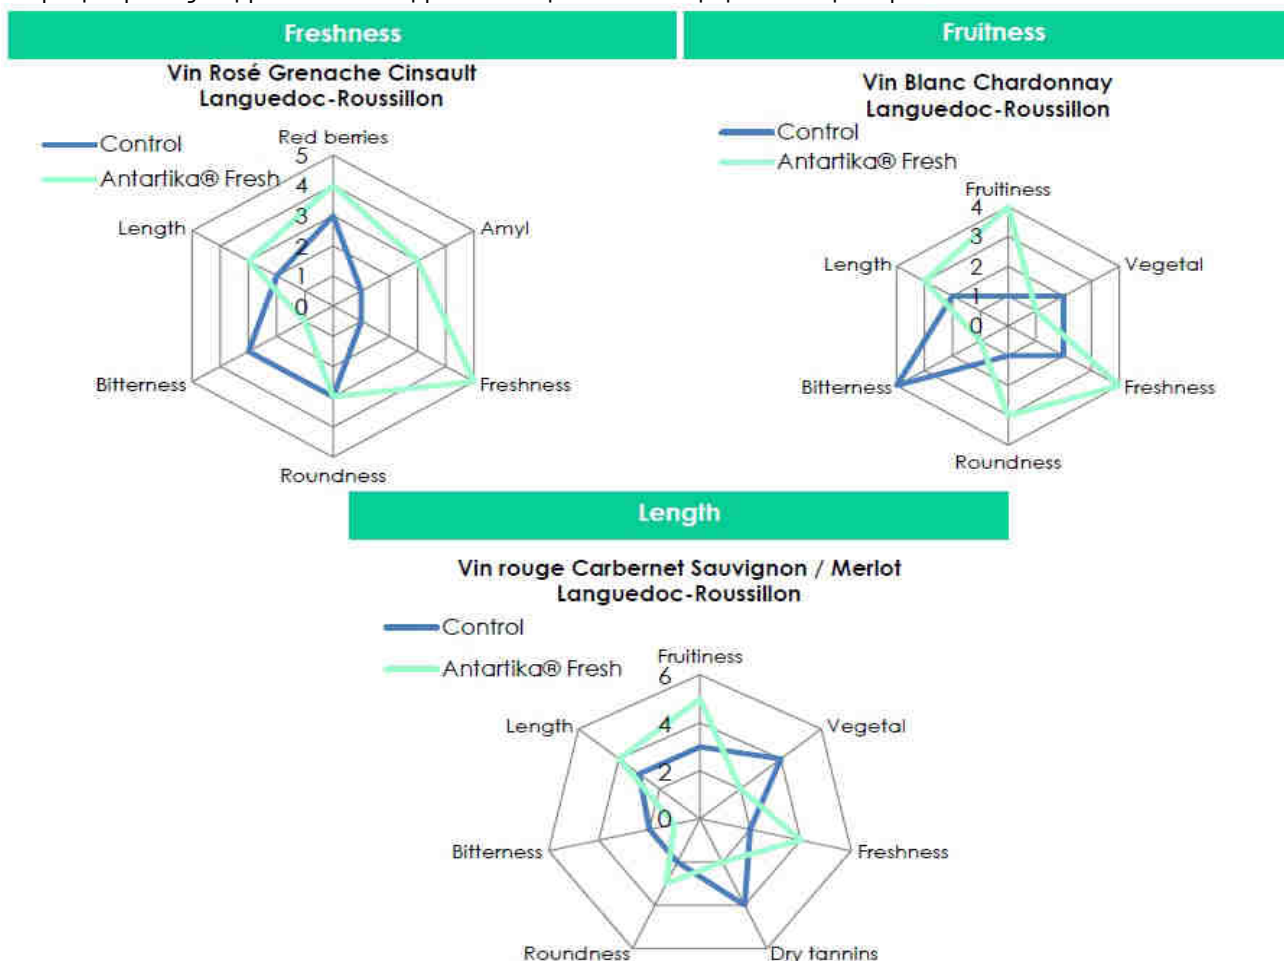 Freshness
Vin Rosé Grenache Cinsault
Languedoc-Roussillon
Control
Antartika® Fresh
Red berries
5
4
3
2
1
0
Amyl
Freshness
Roundness
Bitterness
Length
Fruitness
Vin Blanc Chardonnay
Languedoc-Roussillon
Control
Antartika® Fresh
Fruitiness
4
3
2
1
0
Vegetal
Freshness
Roundness
Bitterness
Length
Length
Vin rouge Carbernet Sauvignon / Merlot
Languedoc-Roussillon
Control
Antartika® Fresh
Fruitiness
6
4
2
0
Vegetal
Freshness
Dry tannins
Roundness
Bitterness
Length